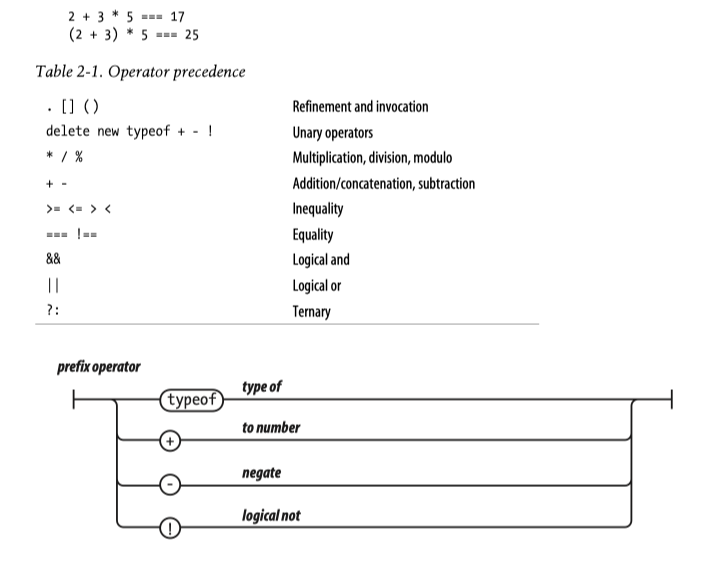 2 + 3 * 5 === 17
(2 + 3) * 5 === 25
Table 2-1. Operator precedence
. [] () Refinement and invocation
delete new typeof + - ! Unary operators
* / % Multiplication, division, modulo
+ - Addition/concatenation, subtraction
>= <= > < Inequality
=== !== Equality
&& Logical and
|| Logical or
?: Ternary
prefix operator
typeof type of
+ to number
- negate
! logical not